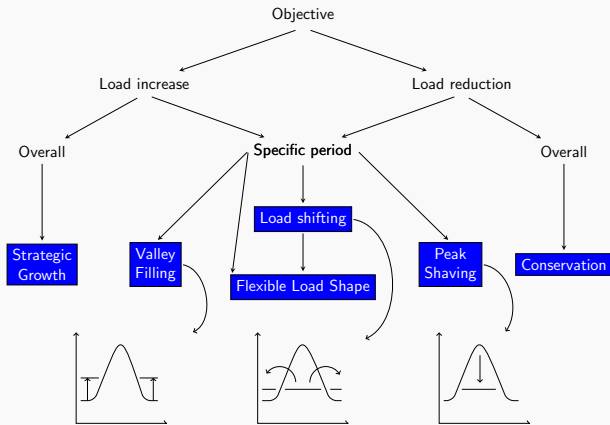 Objective
Load increase
Load reduction
Overall
Specific period
Overall
Load shifting
Strategic
Growth
Valley
Filling
Flexible Load Shape
Peak
Shaving
Conservation